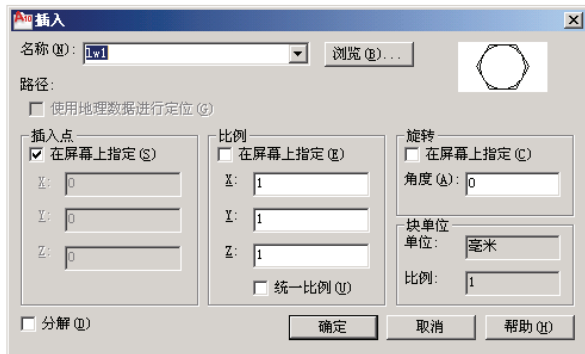 A10 插入
名称(N): lw1 浏览(B)...
路径:
使用地理数据进行定位(G)
插入点
在屏幕上指定(S)
X: 0
Y: 0
Z: 0
比例
在屏幕上指定(E)
X: 1
Y: 1
Z: 1
统一比例(U)
旋转
在屏幕上指定(C)
角度(A): 0
块单位
单位: 毫米
比例: 1
分解(D)
确定 取消 帮助(H)